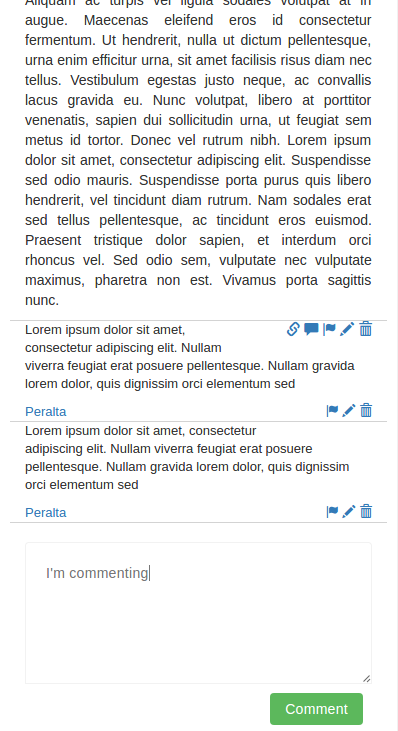 Aliquam ac turpis vel ligula sodales volutpat at in
augue. Maecenas eleifend eros id consectetur
fermentum. Ut hendrerit, nulla ut dictum pellentesque,
urna enim efficitur urna, sit amet facilisis risus diam nec
tellus. Vestibulum egestas justo neque, ac convallis
lacus gravida eu. Nunc volutpat, libero at porttitor
venenatis, sapien dui sollicitudin urna, ut feugiat sem
metus id tortor. Donec vel rutrum nibh. Lorem ipsum
dolor sit amet, consectetur adipiscing elit. Suspendisse
sed odio mauris. Suspendisse porta purus quis libero
hendrerit, vel tincidunt diam rutrum. Nam sodales erat
sed tellus pellentesque, ac tincidunt eros euismod.
Praesent tristique dolor sapien, et interdum orci
rhoncus vel. Sed odio sem, vulputate nec vulputate
maximus, pharetra non est. Vivamus porta sagittis
nunc.
Lorem ipsum dolor sit amet,
consectetur adipiscing elit. Nullam
viverra feugiat erat posuere pellentesque. Nullam gravida
lorem dolor, quis dignissim orci elementum sed
Peralta
Lorem ipsum dolor sit amet, consectetur
adipiscing elit. Nullam viverra feugiat erat posuere
pellentesque. Nullam gravida lorem dolor, quis dignissim
orci elementum sed
Peralta
I'm commenting
Comment